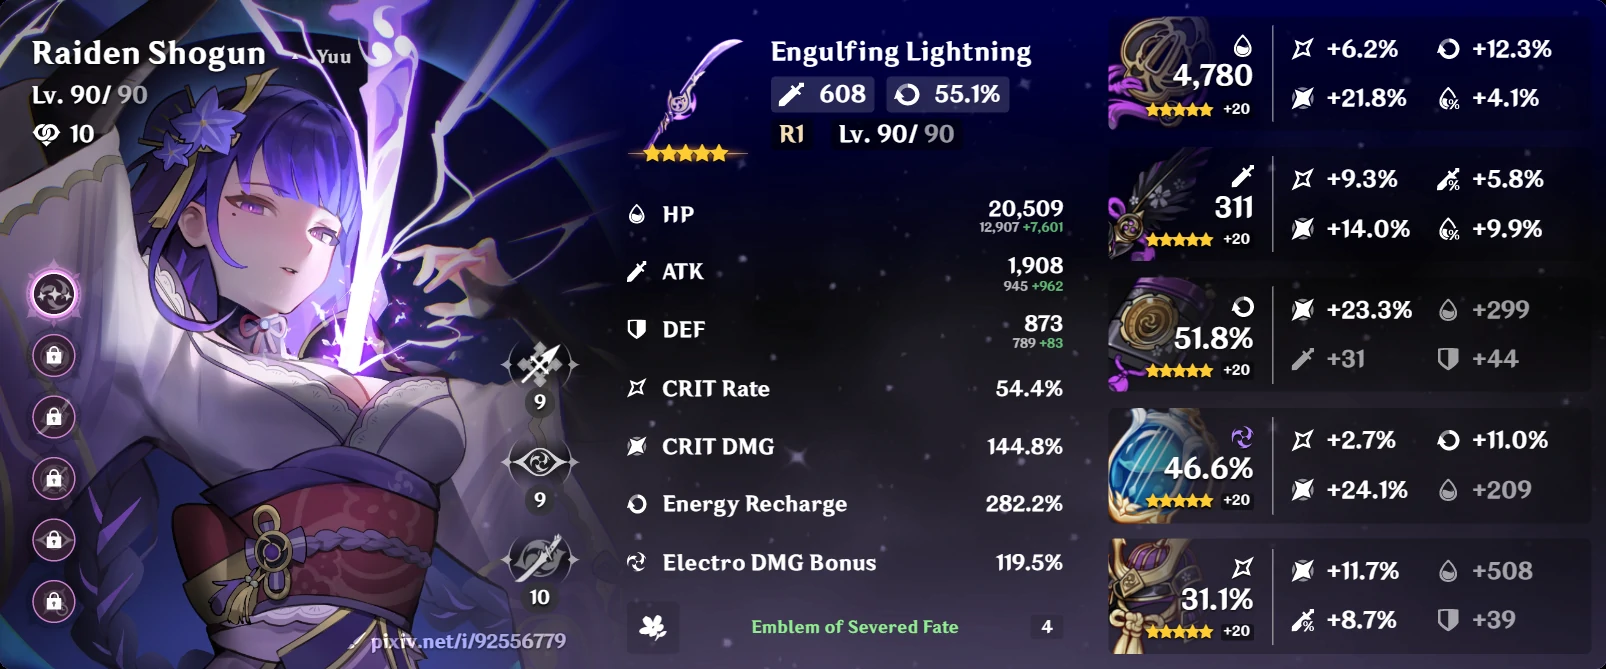 Raiden Shogun
Yuu
Lv. 90/ 90
10
9
9
10
pixiv.net/i/92556779
Engulfing Lightning
608 55.1%
R1 Lv. 90/ 90
HP 20,509
12,907 +7,601
ATK 1,908
945 +962
DEF 873
789 +83
CRIT Rate 54.4%
CRIT DMG 144.8%
Energy Recharge 282.2%
Electro DMG Bonus 119.5%
Emblem of Severed Fate 4
4,780
+20
+6.2% +12.3%
+21.8% +4.1%
311
+20
+9.3% +5.8%
+14.0% +9.9%
51.8%
+20
+23.3% +299
+31 +44
46.6%
+20
+2.7% +11.0%
+24.1% +209
31.1%
+20
+11.7% +508
+8.7% +39